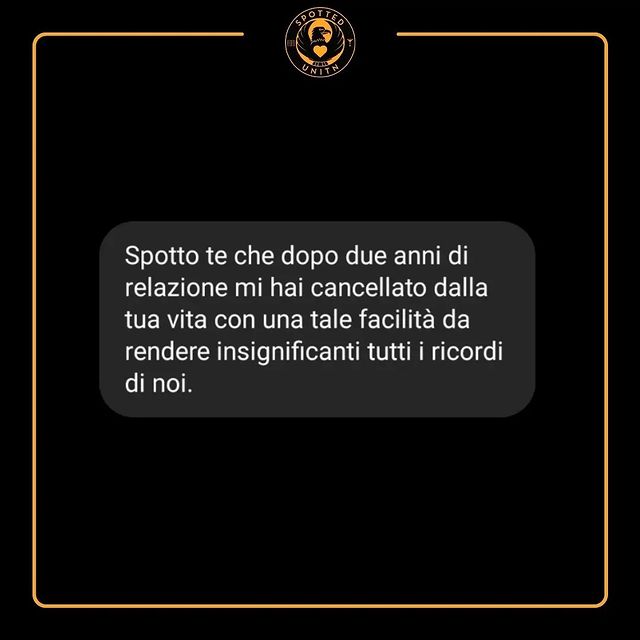 SPOTTED
UNITN
Spotto te che dopo due anni di
relazione mi hai cancellato dalla
tua vita con una tale facilità da
rendere insignificanti tutti i ricordi
di noi.